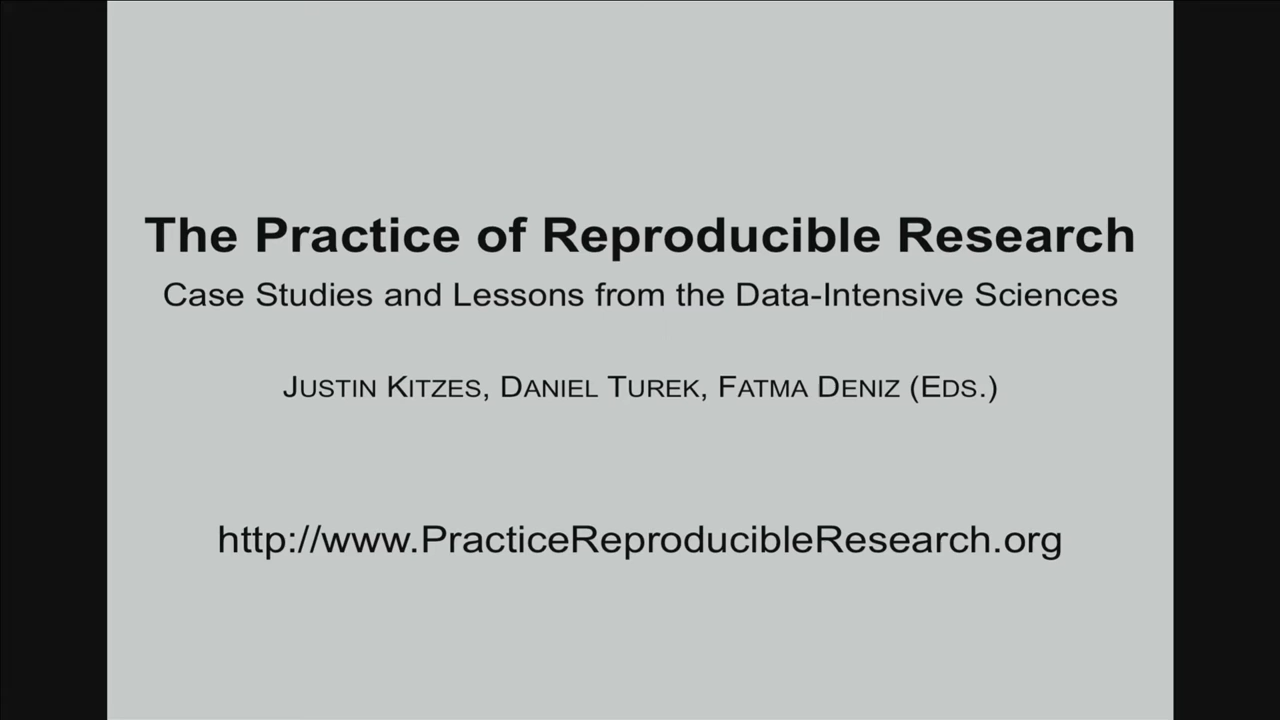 The Practice of Reproducible Research
Case Studies and Lessons from the Data-Intensive Sciences
JUSTIN KITZES, DANIEL TUREK, FATMA DENIZ (EDS.)
http://www.PracticeReproducibleResearch.org